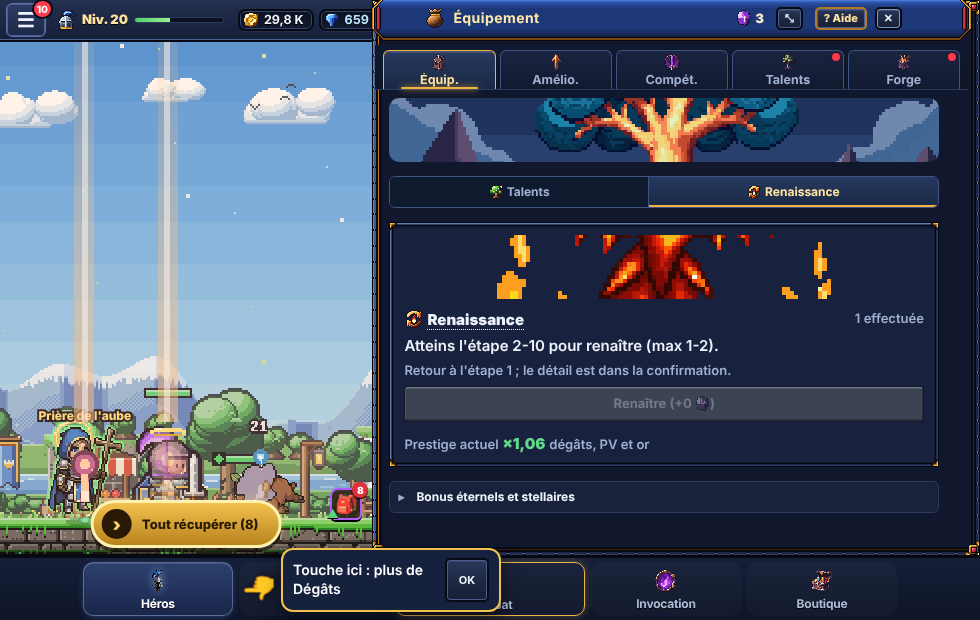 10
Niv. 20
29,8 K
659
Équipement
3
? Aide
Équip.
Amélio.
Compét.
Talents
Forge
Talents
Renaissance
Renaissance
1 effectuée
Atteins l'étape 2-10 pour renaître (max 1-2).
Retour à l'étape 1 ; le détail est dans la confirmation.
Renaître (+0 )
Prestige actuel ×1,06 dégâts, PV et or
Bonus éternels et stellaires
Prière de l'aube
21
8
Tout récupérer (8)
Touche ici : plus de
Dégâts
OK
Héros
Invocation
Boutique